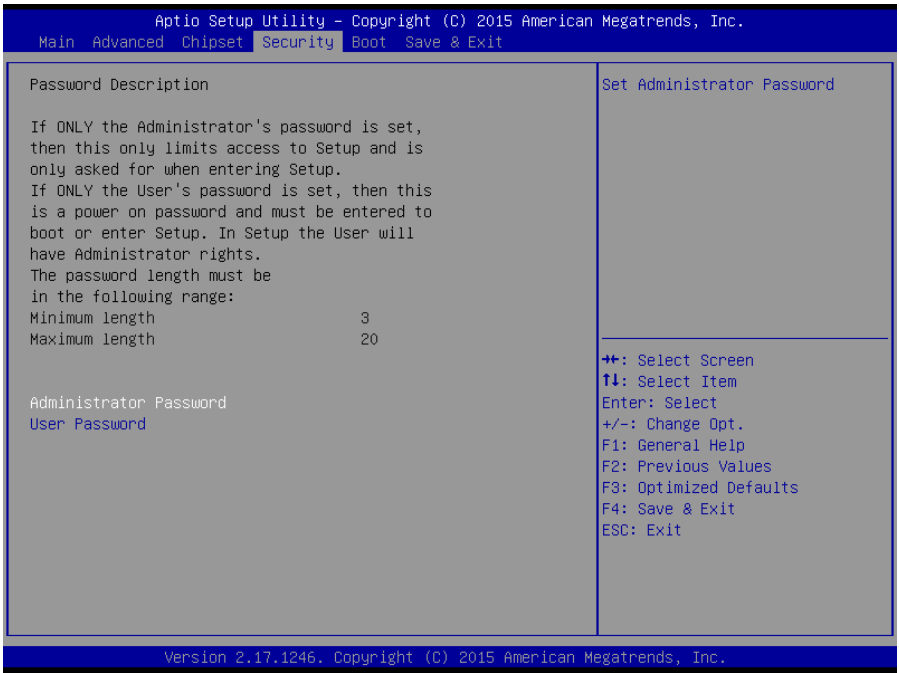 Aptio Setup Utility – Copyright (C) 2015 American Megatrends, Inc.
Main Advanced Chipset Security Boot Save & Exit
Password Description
If ONLY the Administrator's password is set,
then this only limits access to Setup and is
only asked for when entering Setup.
If ONLY the User's password is set, then this
is a power on password and must be entered to
boot or enter Setup. In Setup the User will
have Administrator rights.
The password length must be
in the following range:
Minimum length 3
Maximum length 20
Administrator Password
User Password
Set Administrator Password
→←: Select Screen
↑↓: Select Item
Enter: Select
+/-: Change Opt.
F1: General Help
F2: Previous Values
F3: Optimized Defaults
F4: Save & Exit
ESC: Exit
Version 2.17.1246. Copyright (C) 2015 American Megatrends, Inc.